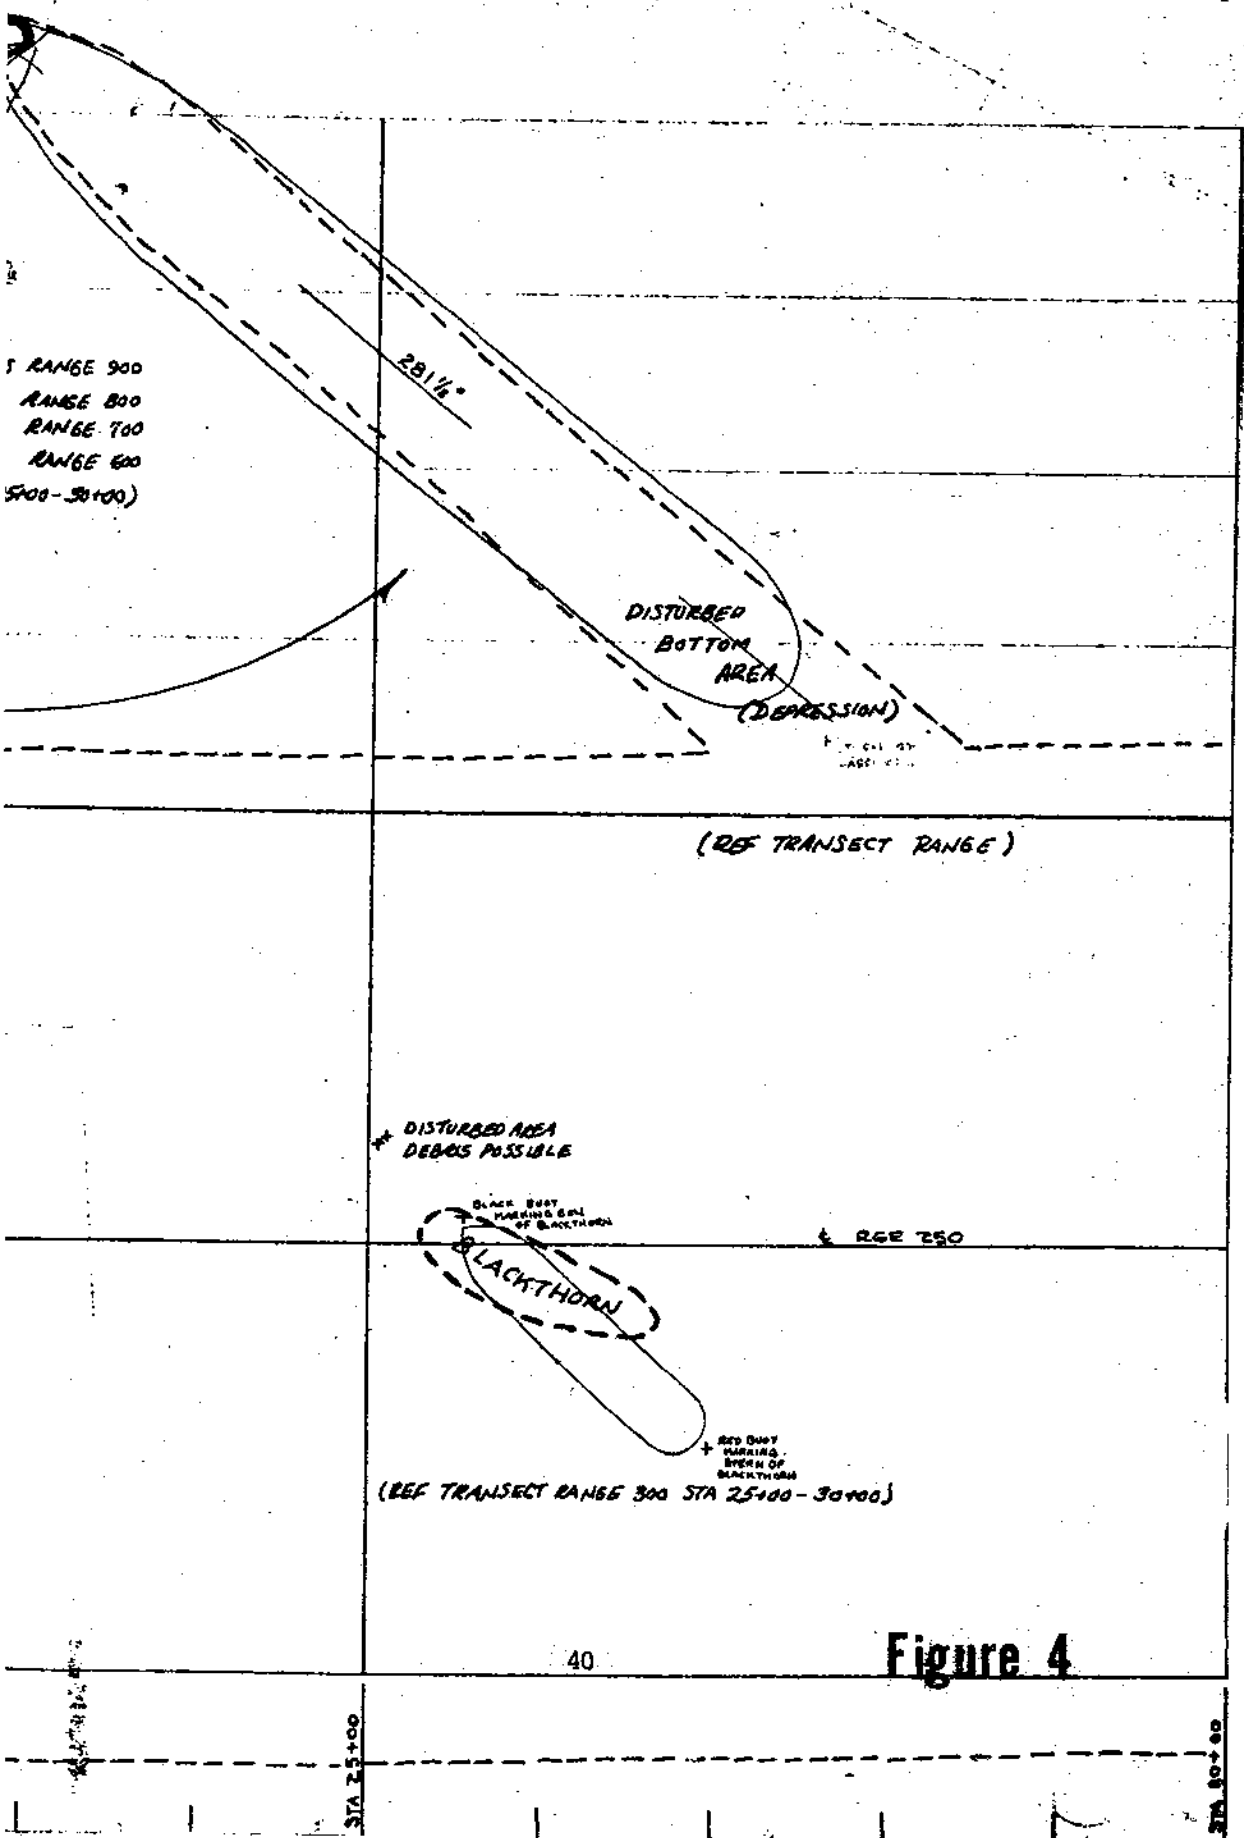 RANGE 900
RANGE 800
RANGE 700
RANGE 600
5+00-30+00)
281½°
DISTURBED
BOTTOM
AREA
(DEPRESSION)
(REF TRANSECT RANGE)
DISTURBED AREA
DEBRIS POSSIBLE
BLACK BUOY
MARKING BOW
OF BLACKTHORN
RGE 250
BLACKTHORN
RED BUOY
MARKING
STERN OF
BLACKTHORN
(REF TRANSECT RANGE 300 STA 25+00-30+00)
40
Figure 4
STA 25+00
STA 30+00